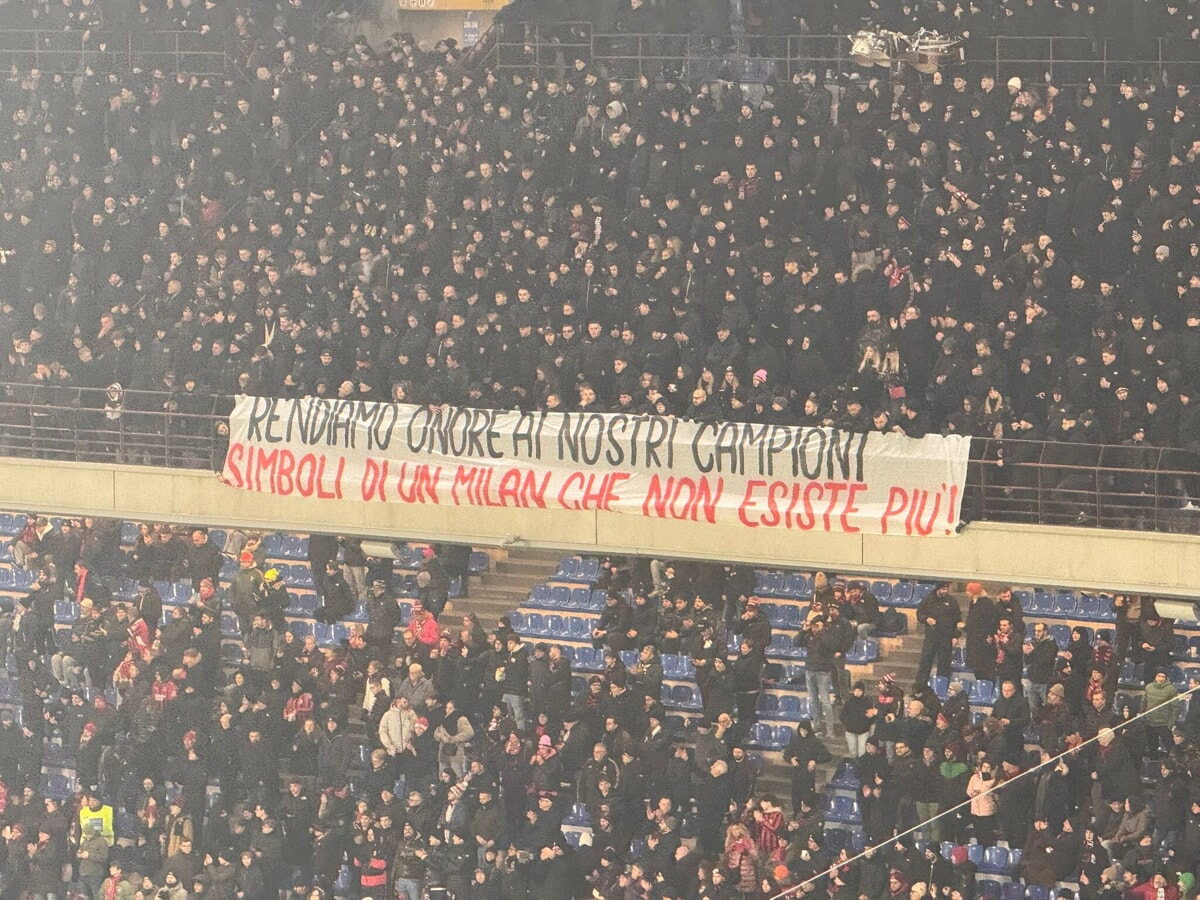 RENDIAMO ONORE AI NOSTRI CAMPIONI
SIMBOLI DI UN MILAN CHE NON ESISTE PIU'!